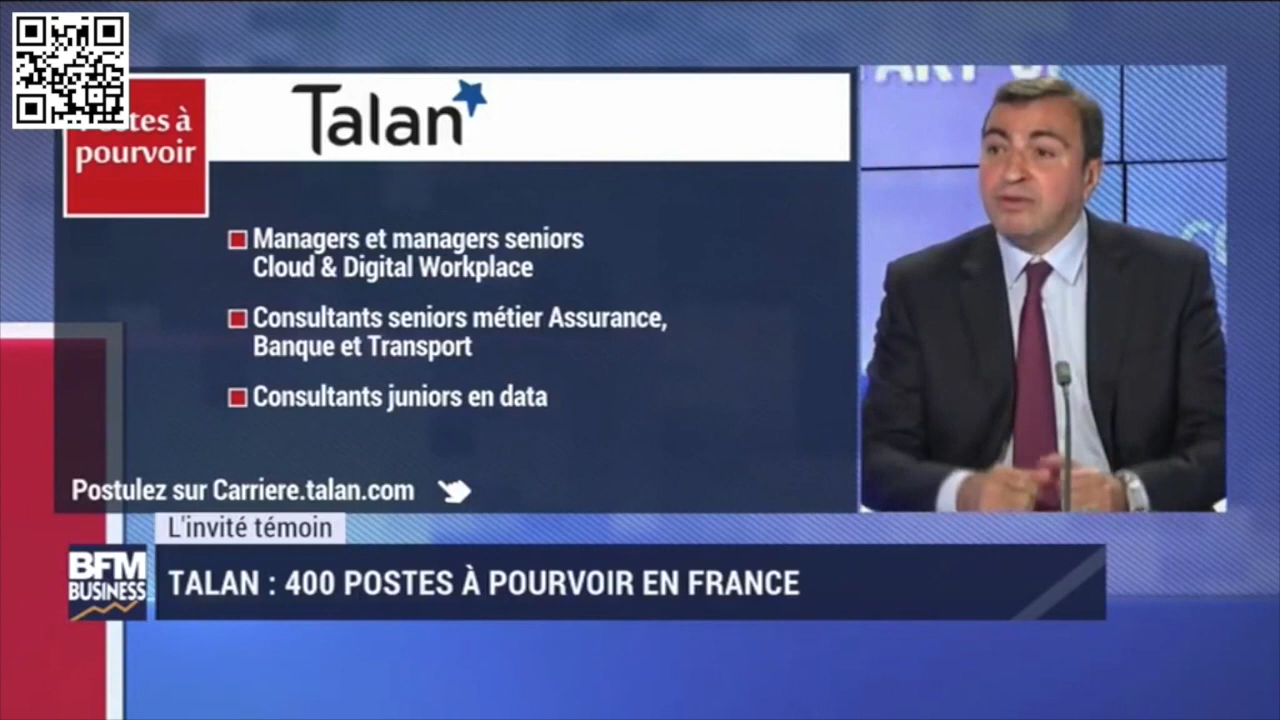 Postes à
pourvoir
Talan
Managers et managers seniors
Cloud & Digital Workplace
Consultants seniors métier Assurance,
Banque et Transport
Consultants juniors en data
Postulez sur Carriere.talan.com
L'invité témoin
BFM
BUSINESS
TALAN : 400 POSTES À POURVOIR EN FRANCE